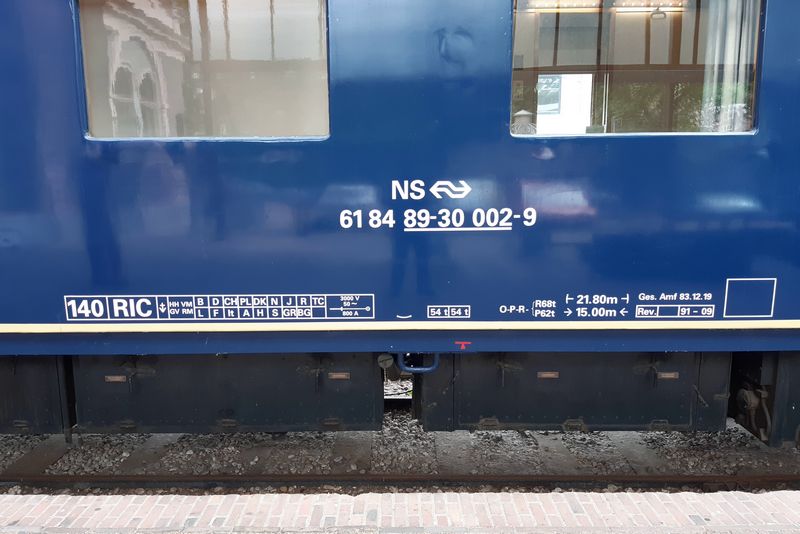 NS
61 84 89-30 002-9
140 RIC HH VM B D CH PL DK N J R TC 3000 V
GV RM L F It A H S GR BG 50 ~
800 A
54 t 54 t
O-P-R- R68t 21.80m
P62t 15.00m
Ges. Amf 83.12.19
Rev. 91-09